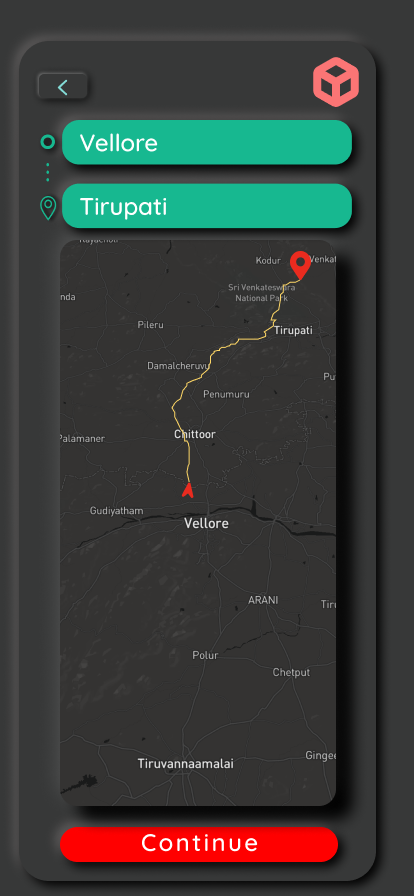 Vellore
Tirupati
Kodur
Sri Venkateswara
National Park
Pileru
Tirupati
Damalcheruvu
Penumuru
Chittoor
Palamaner
Gudiyatham
Vellore
ARANI
Polur
Chetput
Tiruvannaamalai
Continue